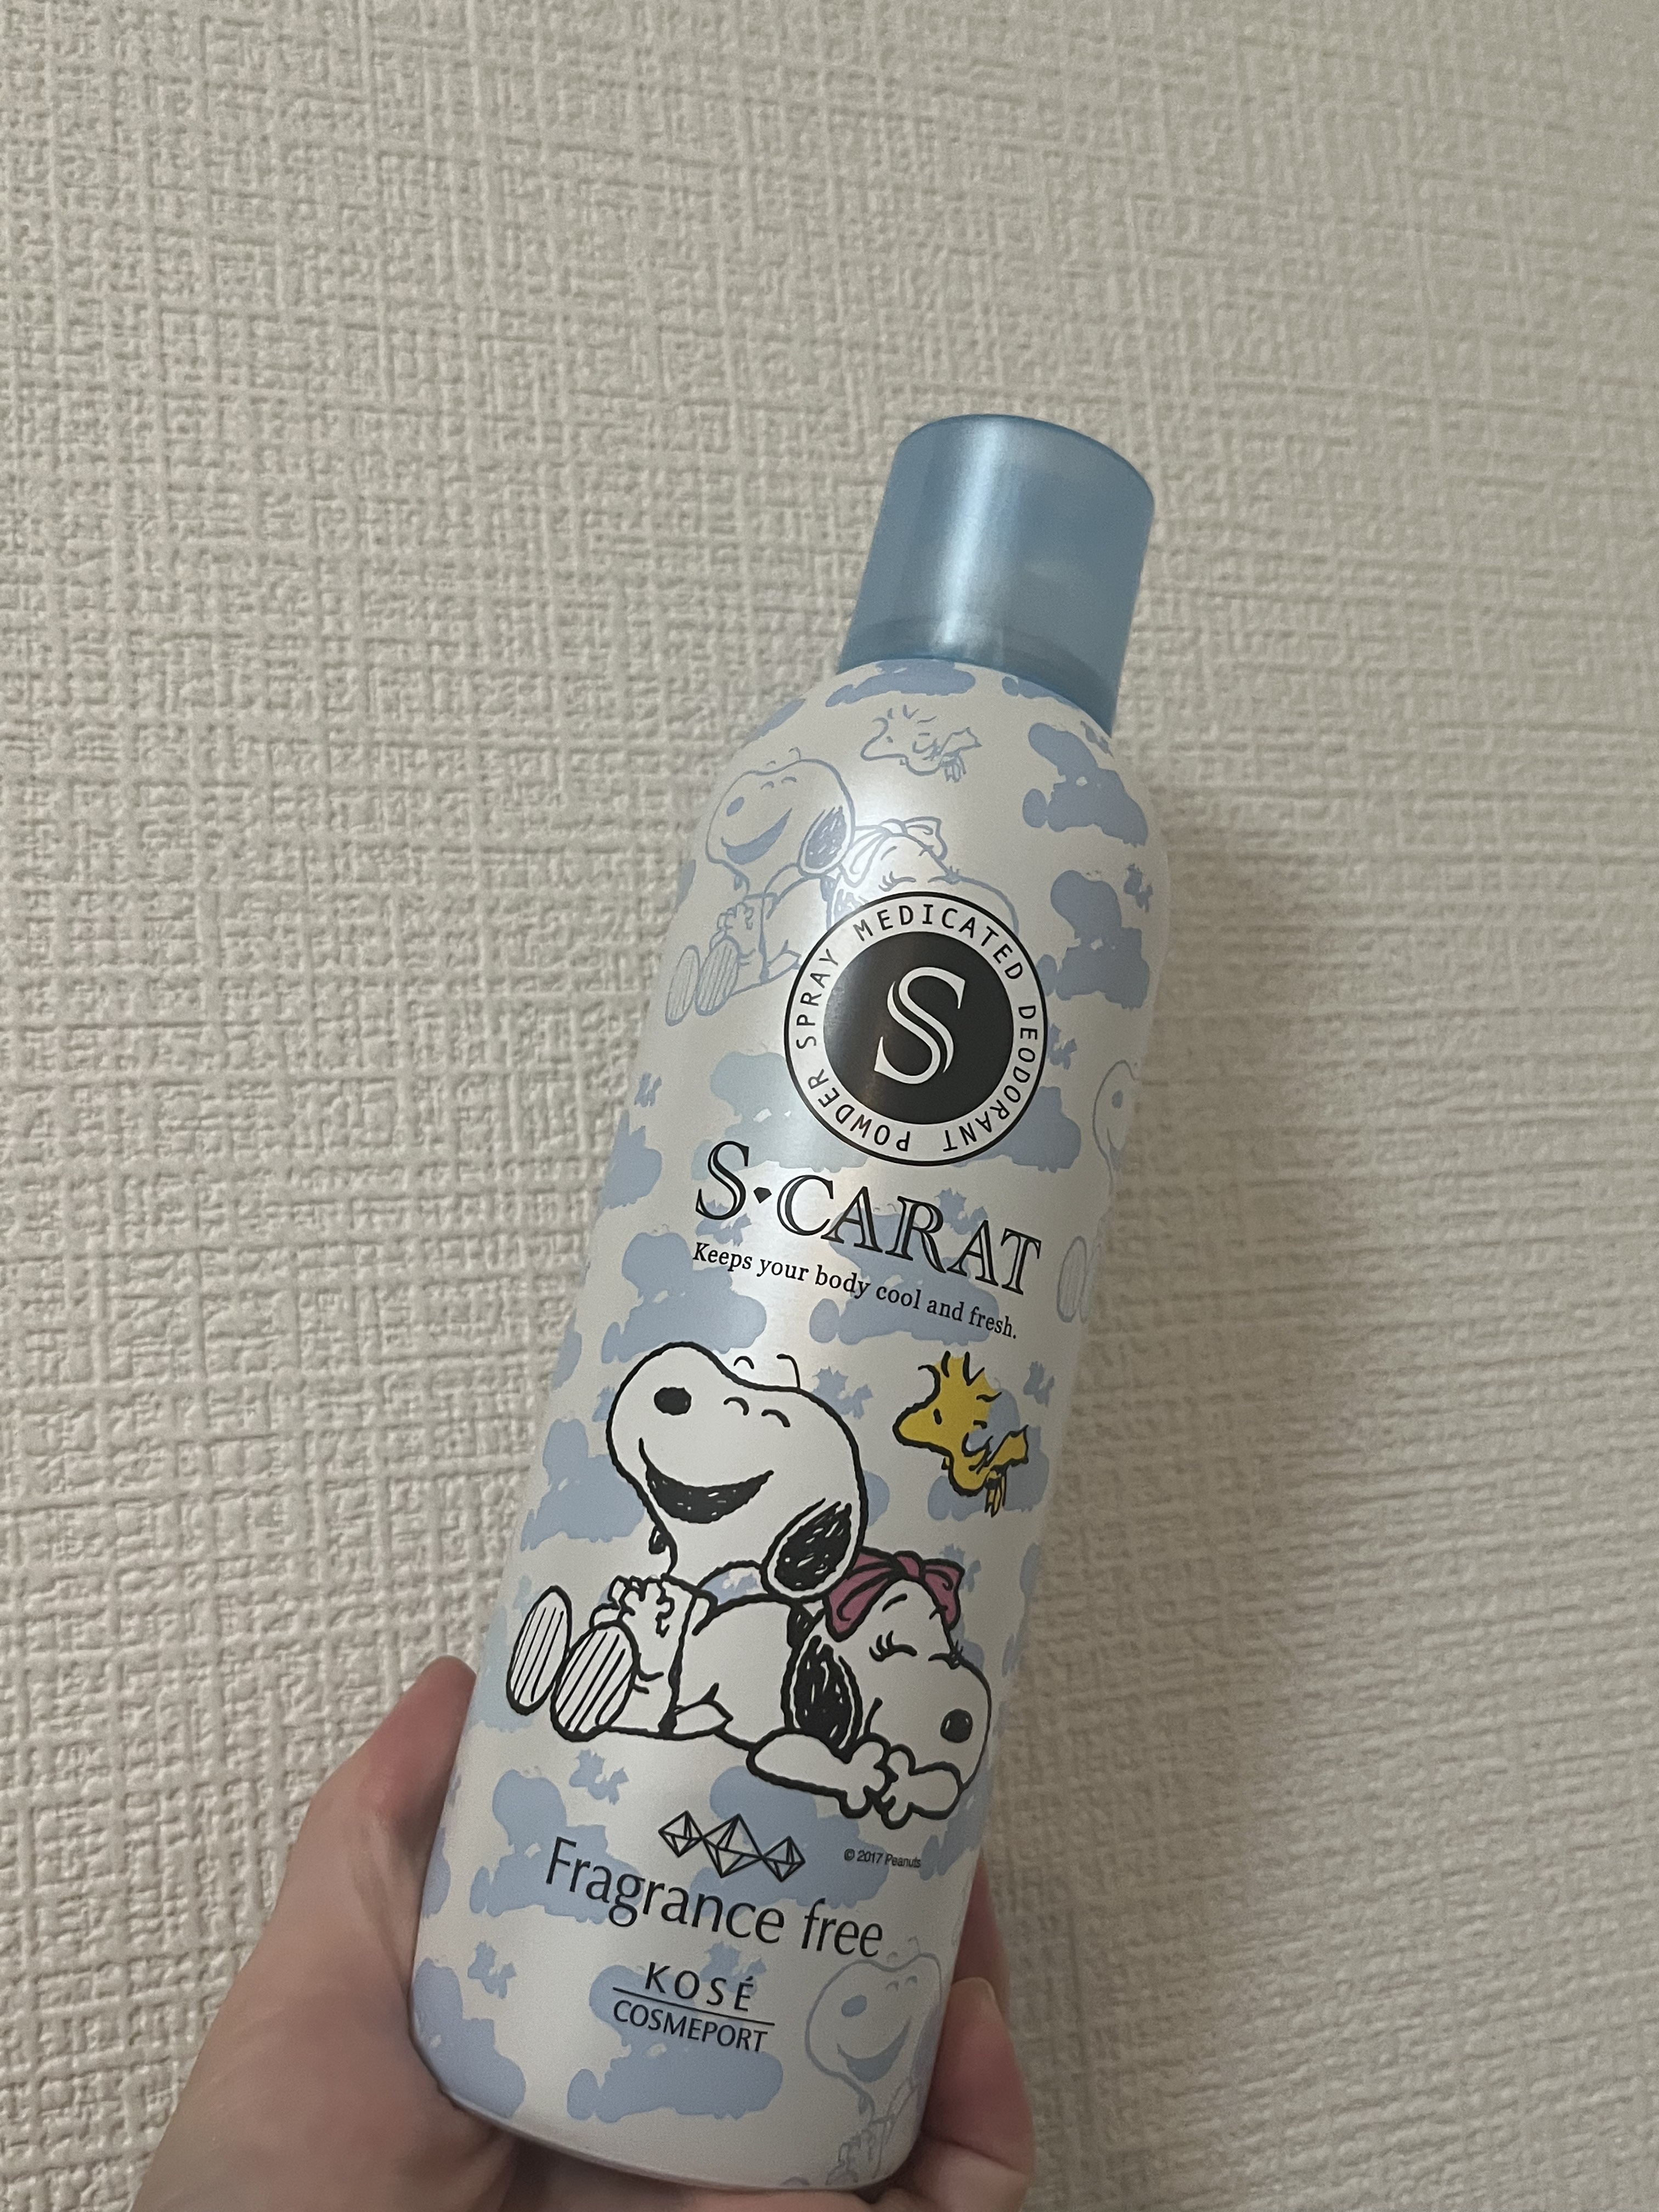 MEDICATED DEODORANT POWDER SPRAY
S
S·CARAT
Keeps your body cool and fresh.
© 2017 Peanuts
Fragrance free
KOSÉ
COSMEPORT